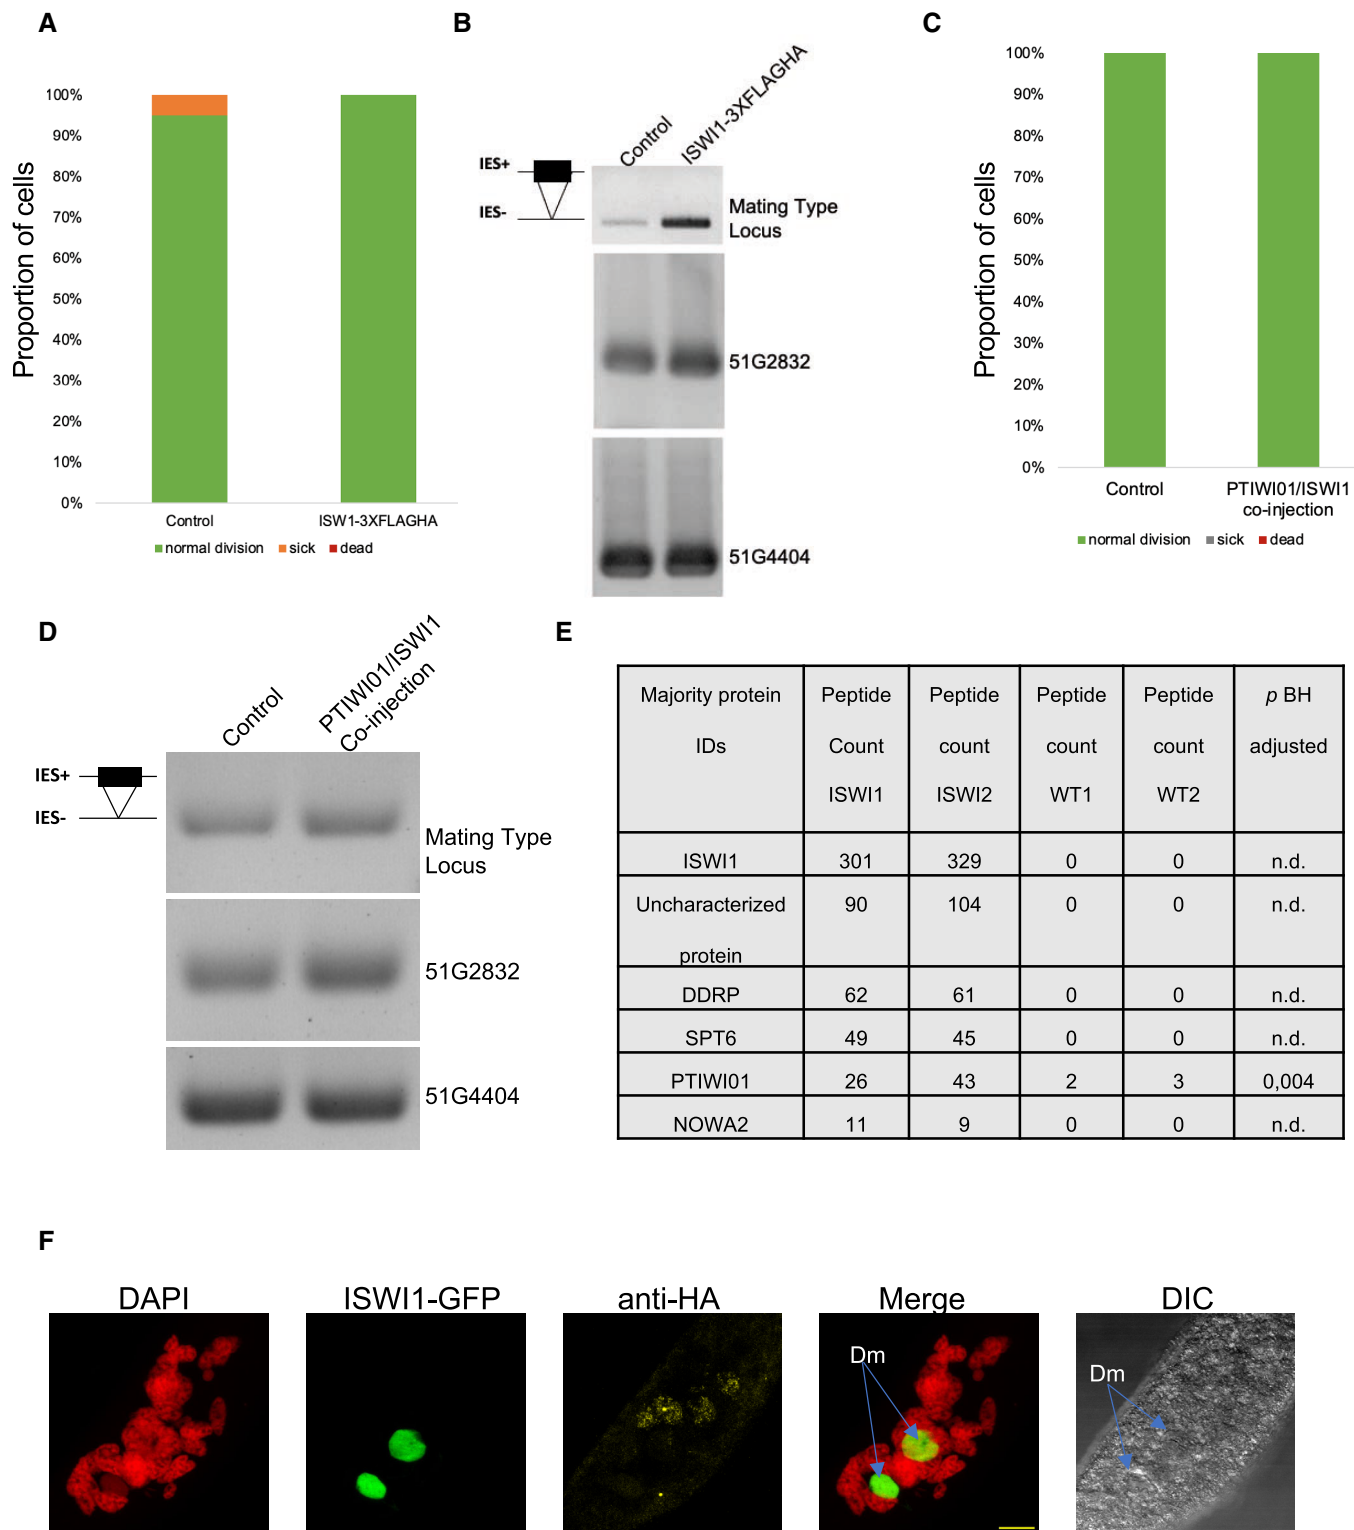 A
100%
90%
80%
70%
60%
50%
40%
30%
20%
10%
0%
Proportion of cells
Control
ISW1-3XFLAGHA
normal division sick dead
B
Control
ISWI1-3XFLAGHA
IES+
IES-
Mating Type
Locus
51G2832
51G4404
C
100%
90%
80%
70%
60%
50%
40%
30%
20%
10%
0%
Proportion of cells
Control
PTIWI01/ISWI1
co-injection
normal division sick dead
D
Control
PTIWI01/ISWI1
Co-injection
IES+
IES-
Mating Type
Locus
51G2832
51G4404
E
Majority protein IDs Peptide Count ISWI1 Peptide count ISWI2 Peptide count WT1 Peptide count WT2 p BH adjusted
ISWI1 301 329 0 0 n.d.
Uncharacterized protein 90 104 0 0 n.d.
DDRP 62 61 0 0 n.d.
SPT6 49 45 0 0 n.d.
PTIWI01 26 43 2 3 0,004
NOWA2 11 9 0 0 n.d.
F
DAPI
ISWI1-GFP
anti-HA
Merge
DIC
Dm
Dm